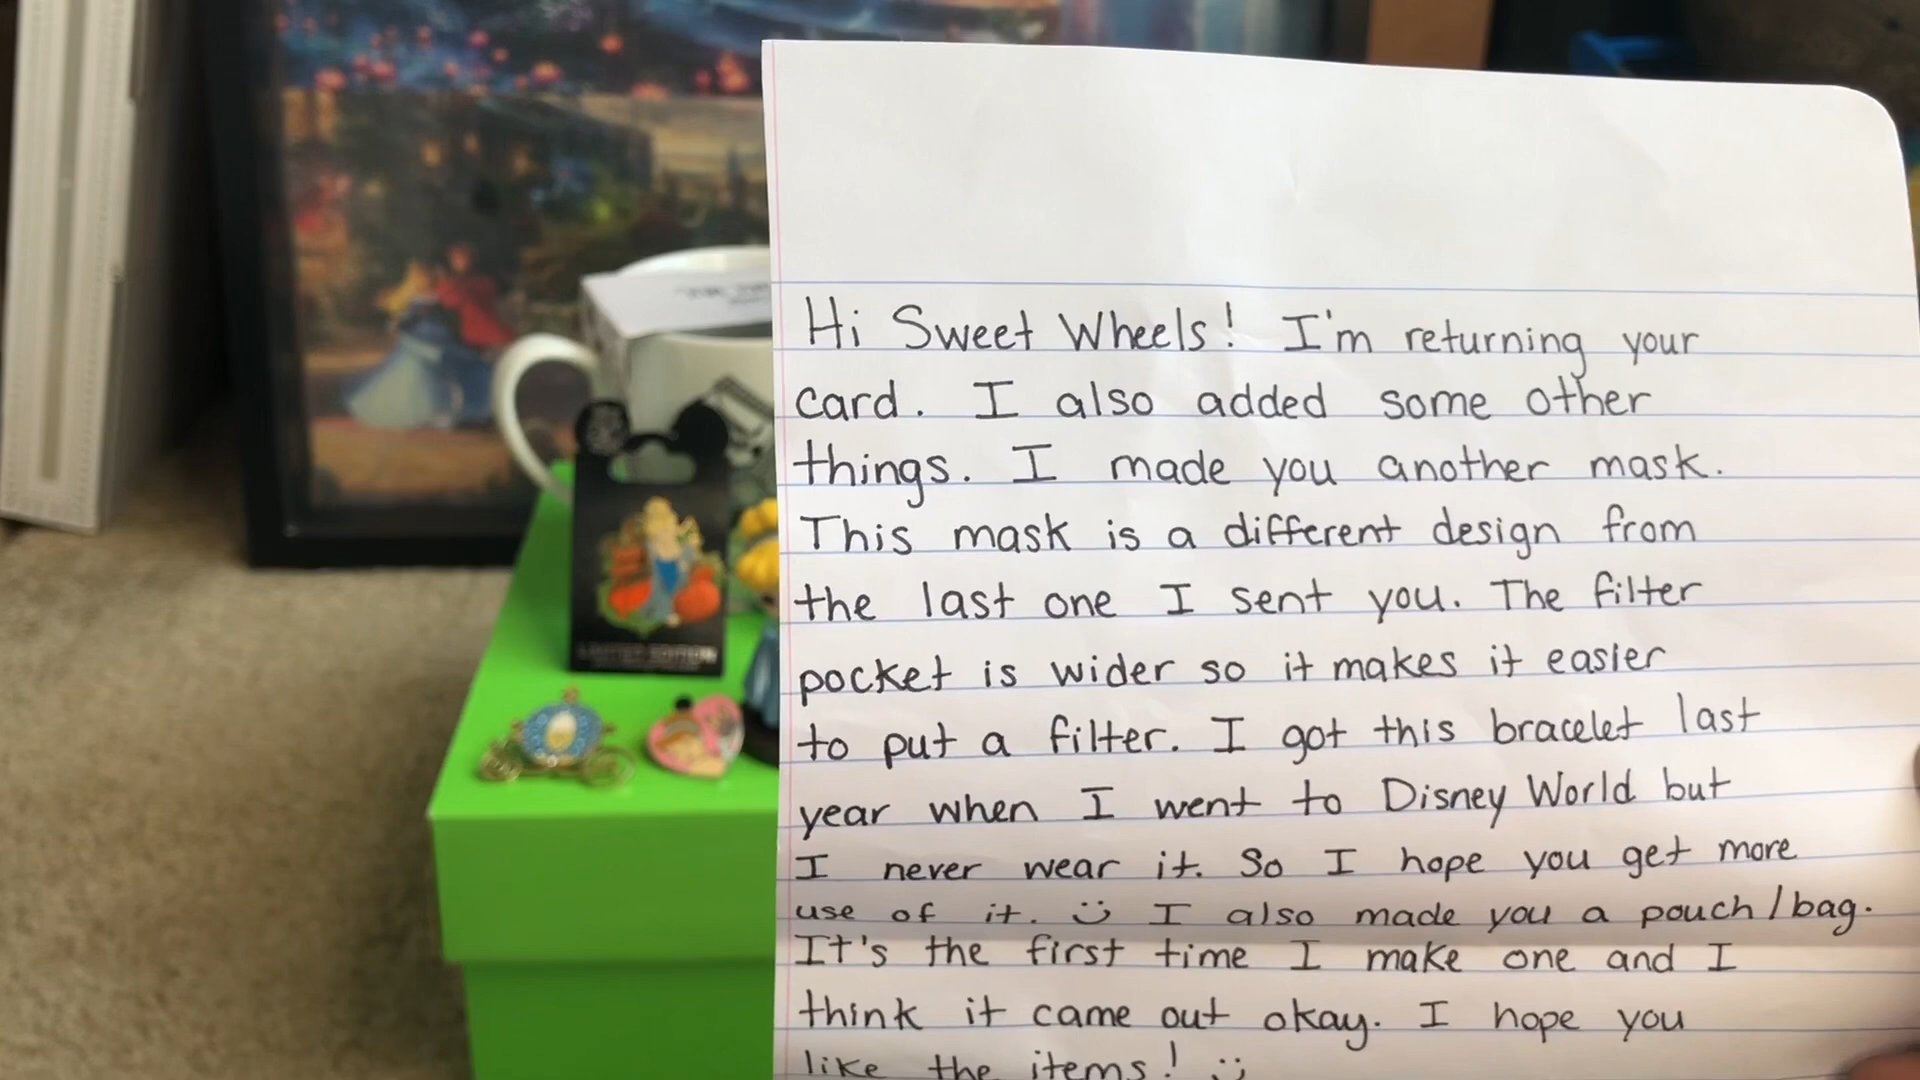 Hi Sweet Wheels! I'm returning your
card. I also added some other
things. I made you another mask.
This mask is a different design from
the last one I sent you. The filter
pocket is wider so it makes it easier
to put a filter. I got this bracelet last
year when I went to Disney World but
I never wear it. So I hope you get more
use of it. :) I also made you a pouch/bag.
It's the first time I make one and I
think it came out okay. I hope you
like the items! :)
LIMITED EDITION